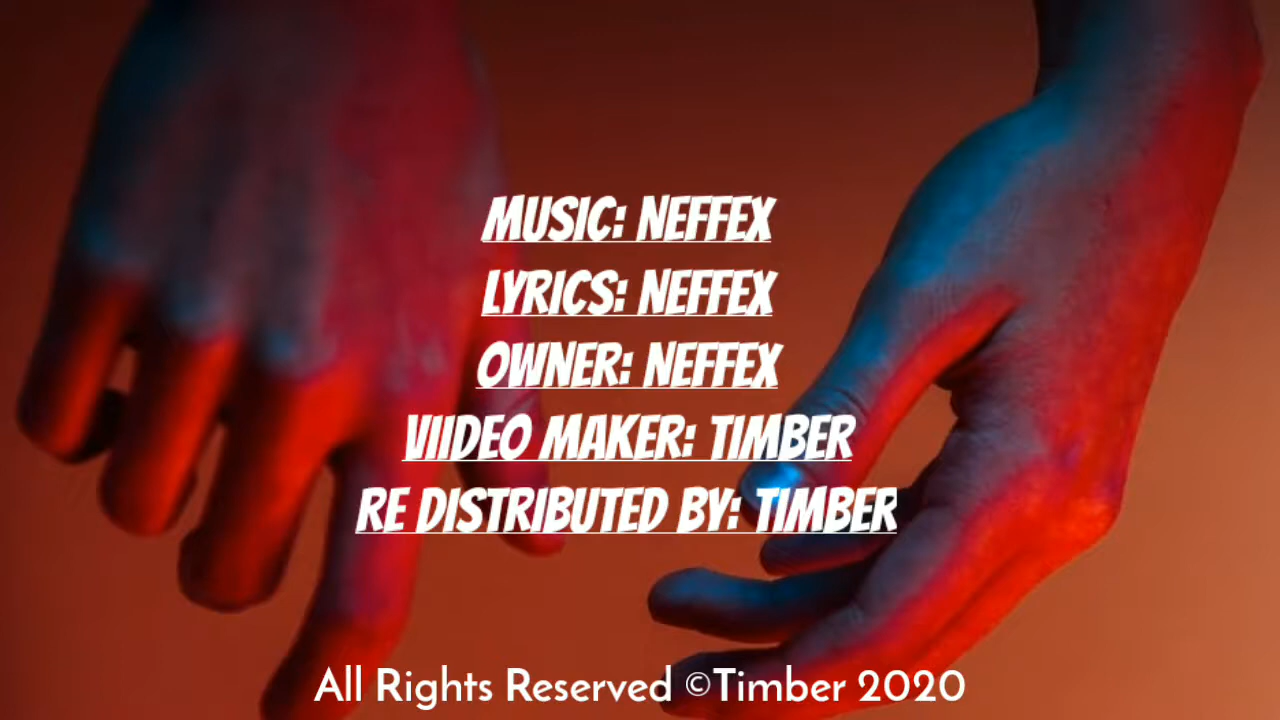 MUSIC: NEFFEX
LYRICS: NEFFEX
OWNER: NEFFEX
VIIDEO MAKER: TIMBER
RE DISTRIBUTED BY: TIMBER
All Rights Reserved ©Timber 2020